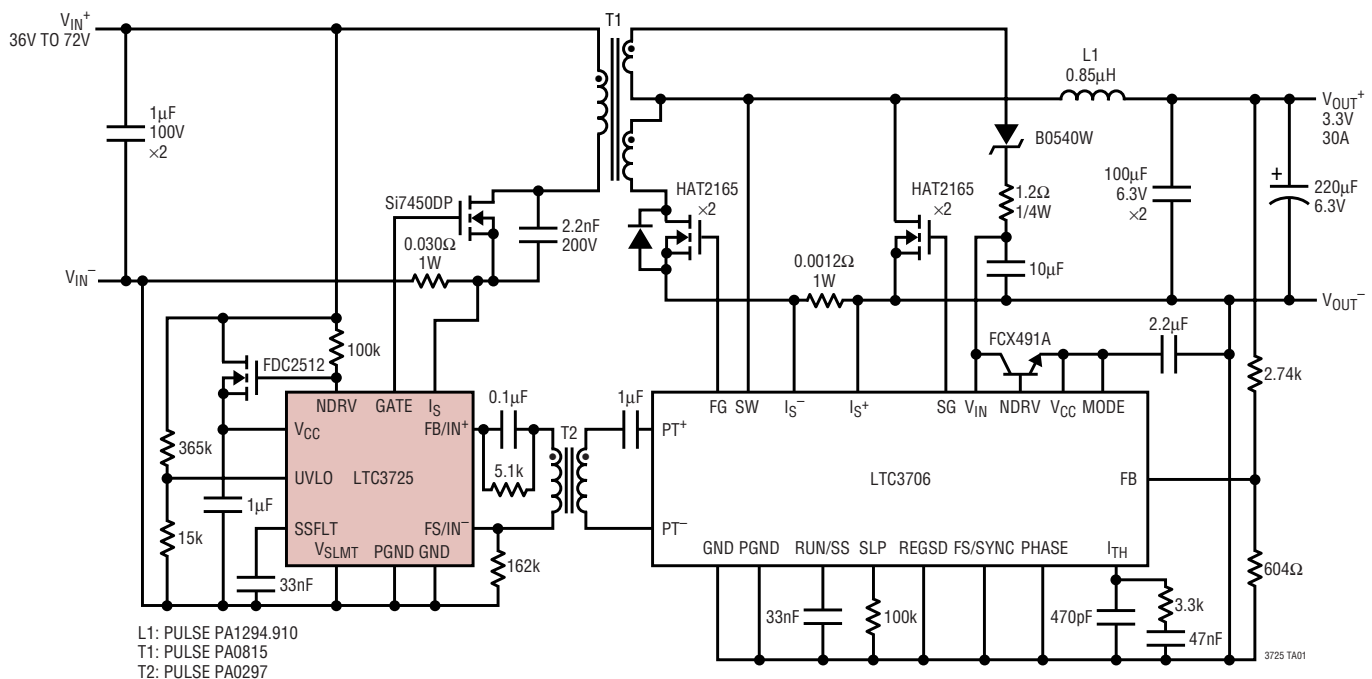 VIN+
36V TO 72V
T1
L1
0.85µH
1µF
100V
×2
VOUT+
3.3V
30A
B0540W
Si7450DP
HAT2165
×2
HAT2165
×2
1.2Ω
1/4W
100µF
6.3V
×2
+
220µF
6.3V
2.2nF
200V
0.030Ω
1W
VIN–
0.0012Ω
1W
10µF
VOUT–
100k
FDC2512
FCX491A
2.2µF
2.74k
NDRV GATE IS
FB/IN+
VCC
0.1µF
T2
1µF
PT+
FG SW IS– IS+ SG VIN NDRV VCC MODE
365k
UVLO
LTC3725
5.1k
LTC3706
FB
1µF
15k
SSFLT
FS/IN–
PT–
VSLMT PGND GND
GND PGND RUN/SS SLP REGSD FS/SYNC PHASE ITH
33nF
162k
33nF
100k
470pF
3.3k
47nF
604Ω
L1: PULSE PA1294.910
T1: PULSE PA0815
T2: PULSE PA0297
3725 TA01